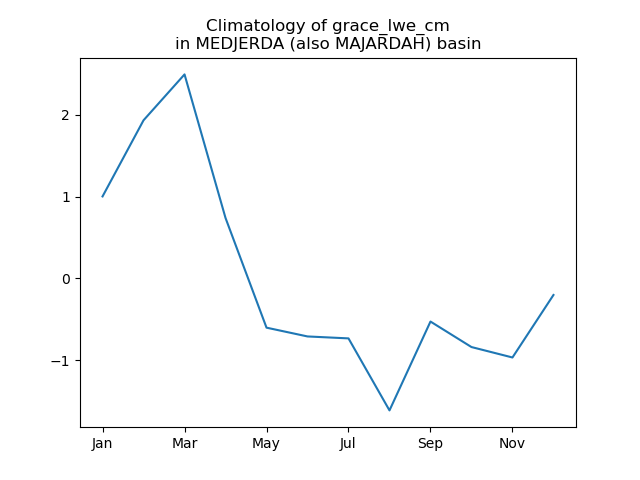 Climatology of grace_lwe_cm
in MEDJERDA (also MAJARDAH) basin
2
1
0
−1
Jan Mar May Jul Sep Nov